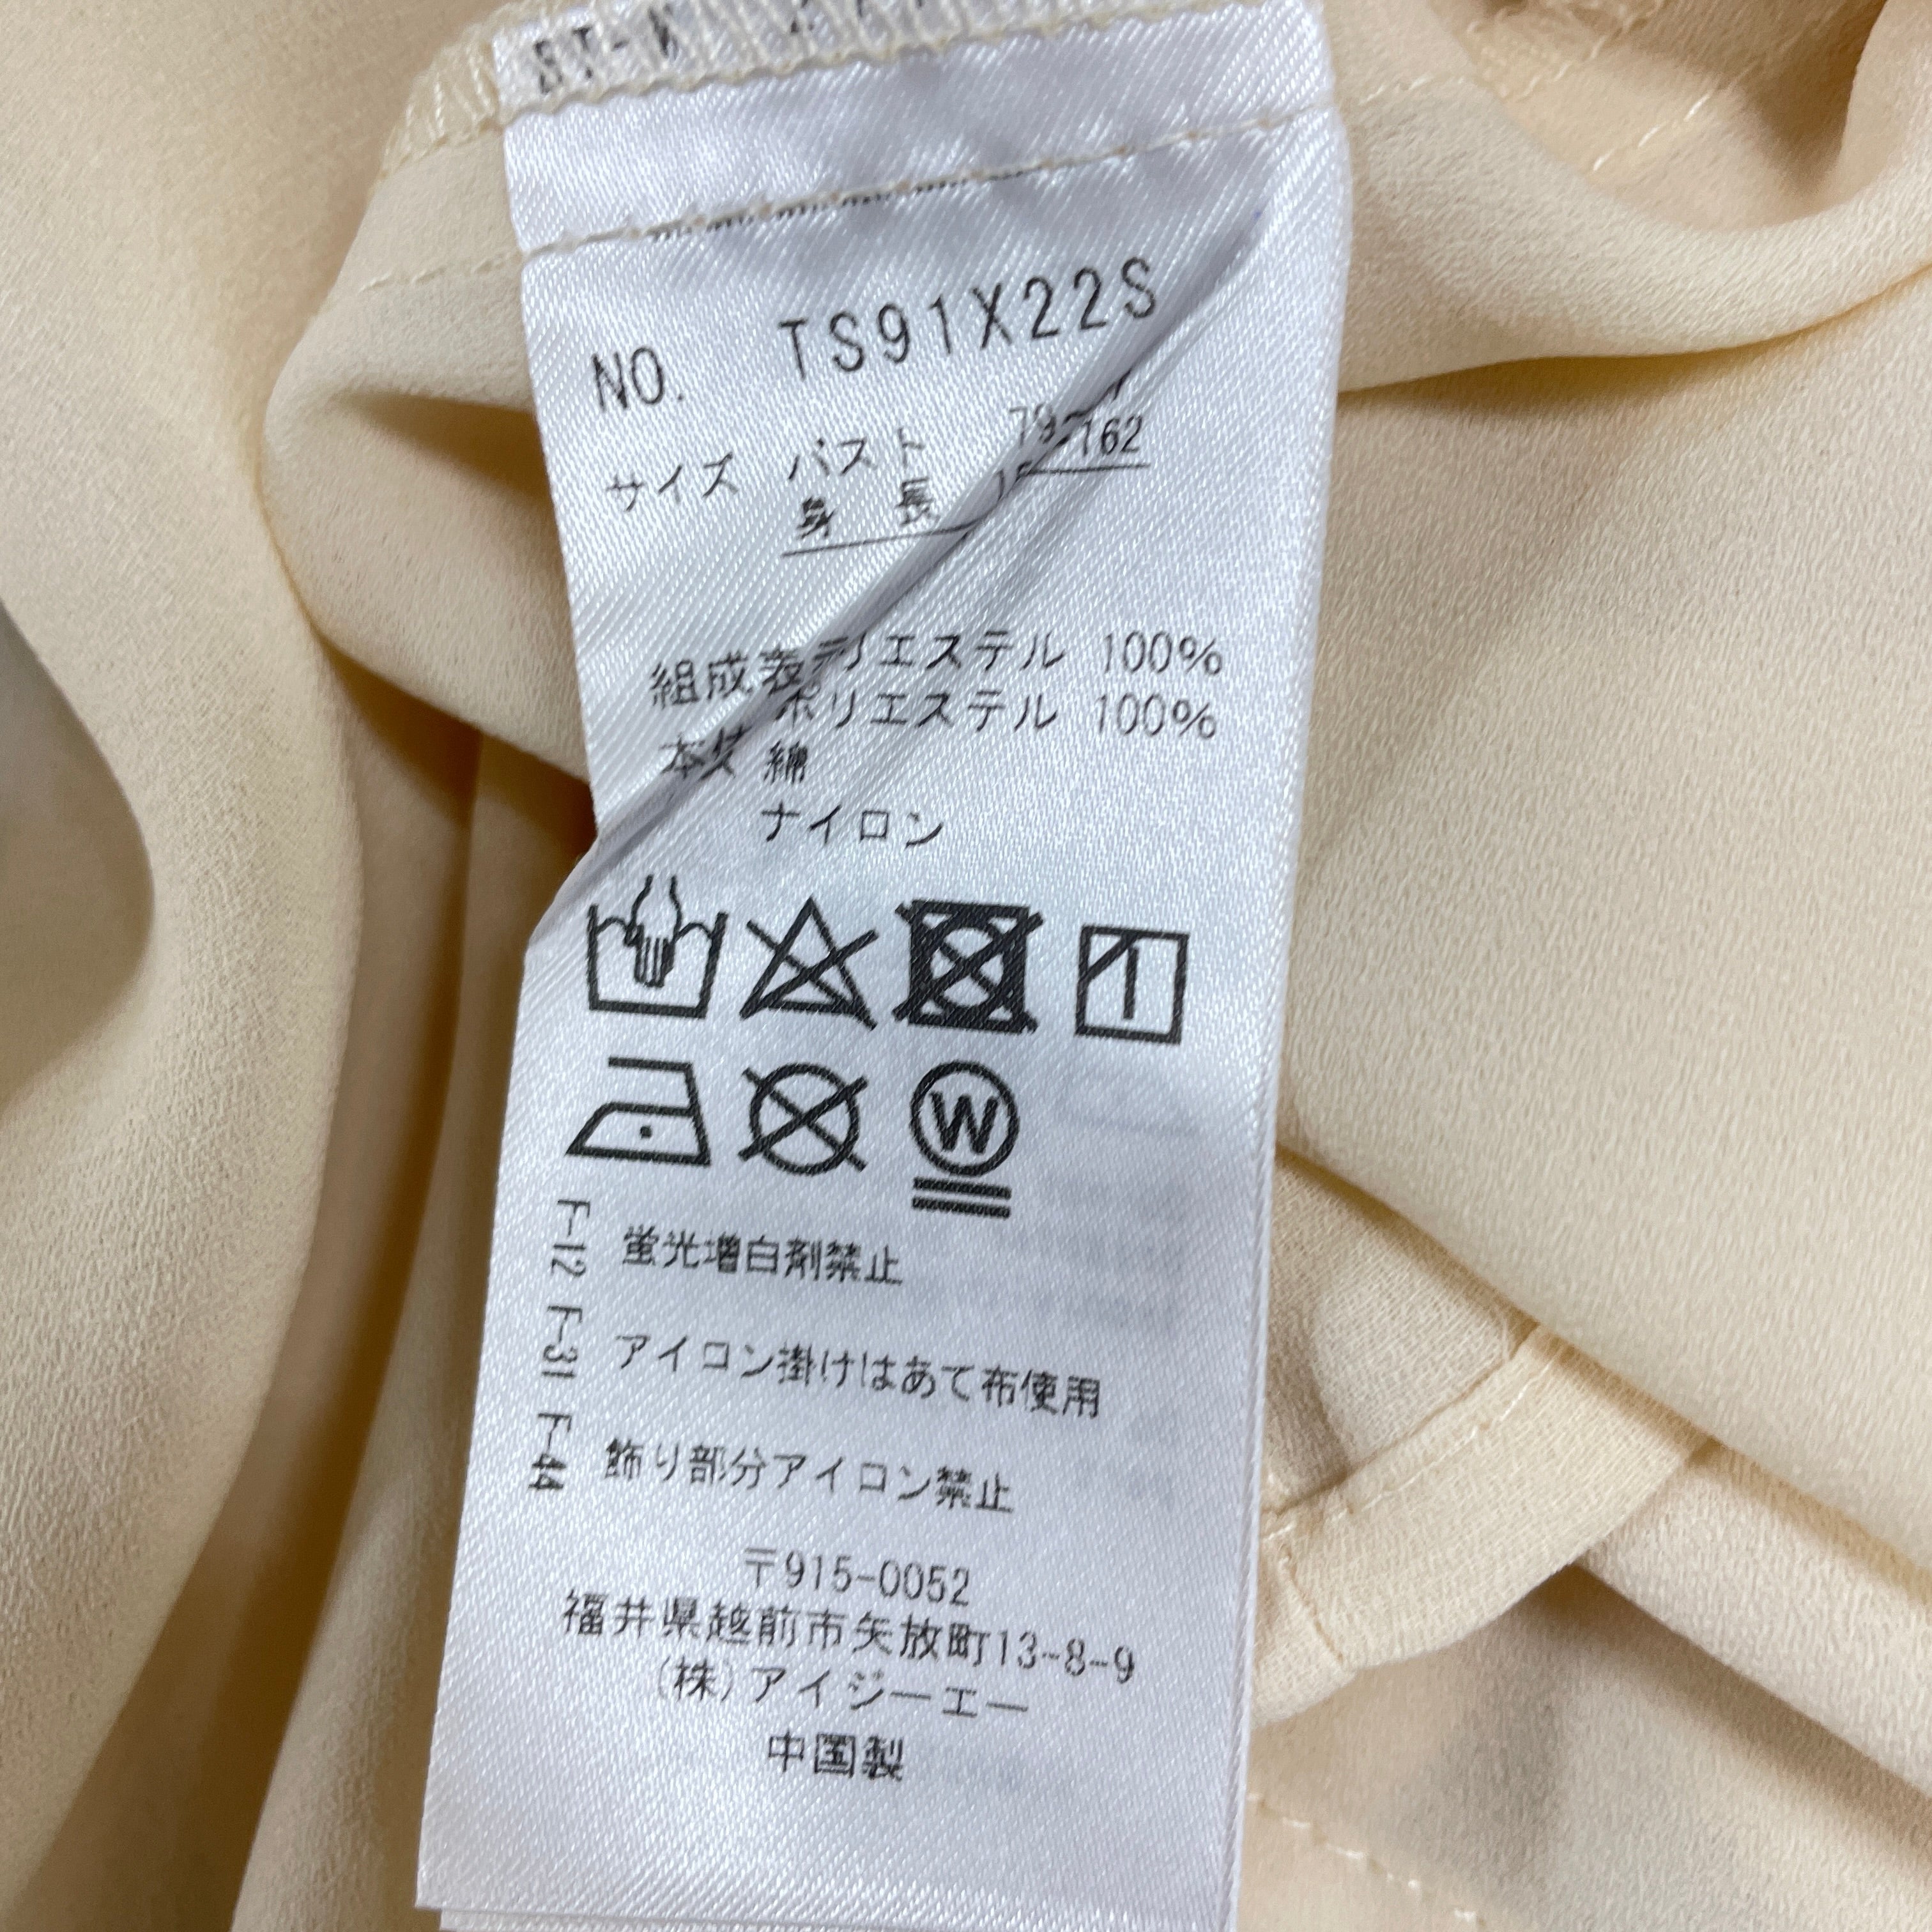 NO. TS91X22S
サイズ バスト 79
身長 162
組成表 ポリエステル 100%
ポリエステル 100%
本 綿
ナイロン
W
F-12 蛍光増白剤禁止
F-31 アイロン掛けはあて布使用
F-44 飾り部分アイロン禁止
〒915-0052
福井県越前市矢放町13-8-9
(株)アイジーエー
中国製